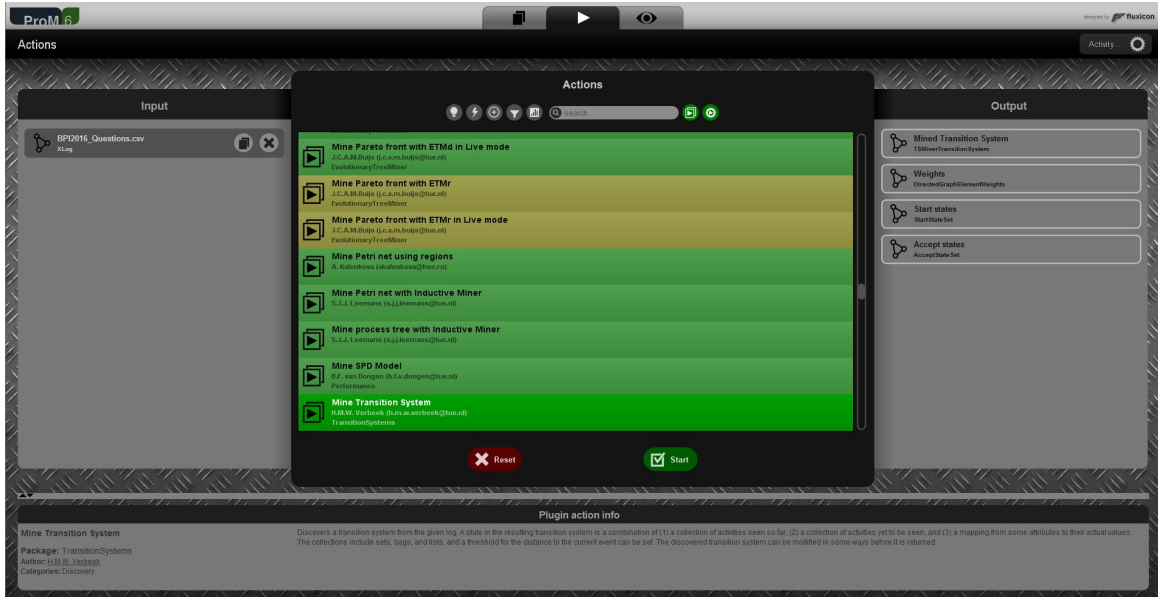 ProM 6
designed by fluxicon
Actions
Activity...
Actions
Input
Output
search...
BPI2016_Questions.csv
XLog
EvolutionaryTreeMiner
Mine Pareto front with ETMd in Live mode
J.C.A.M.Buijs (j.c.a.m.buijs@tue.nl)
EvolutionaryTreeMiner
Mine Pareto front with ETMr
J.C.A.M.Buijs (j.c.a.m.buijs@tue.nl)
EvolutionaryTreeMiner
Mine Pareto front with ETMr in Live mode
J.C.A.M.Buijs (j.c.a.m.buijs@tue.nl)
EvolutionaryTreeMiner
Mine Petri net using regions
A. Kalenkova (akalenkova@hse.ru)
Mine Petri net with Inductive Miner
S.J.J. Leemans (s.j.j.leemans@tue.nl)
Mine process tree with Inductive Miner
S.J.J. Leemans (s.j.j.leemans@tue.nl)
Mine SPD Model
B.F. van Dongen (b.f.v.dongen@tue.nl)
Performance
Mine Transition System
H.M.W. Verbeek (h.m.w.verbeek@tue.nl)
TransitionSystems
Reset
Start
Mined Transition System
TSMinerTransitionSystem
Weights
DirectedGraphElementWeights
Start states
StartStateSet
Accept states
AcceptStateSet
Plugin action info
Mine Transition System
Package: TransitionSystems
Author: H.M.W. Verbeek
Categories: Discovery
Discovers a transition system from the given log. A state in the resulting transition system is a combination of (1) a collection of activities seen so far, (2) a collection of activities yet to be seen, and (3) a mapping from some attributes to their actual values.
The collections include sets, bags, and lists, and a threshold for the distance to the current event can be set. The discovered transition system can be mollified in some ways before it is returned.